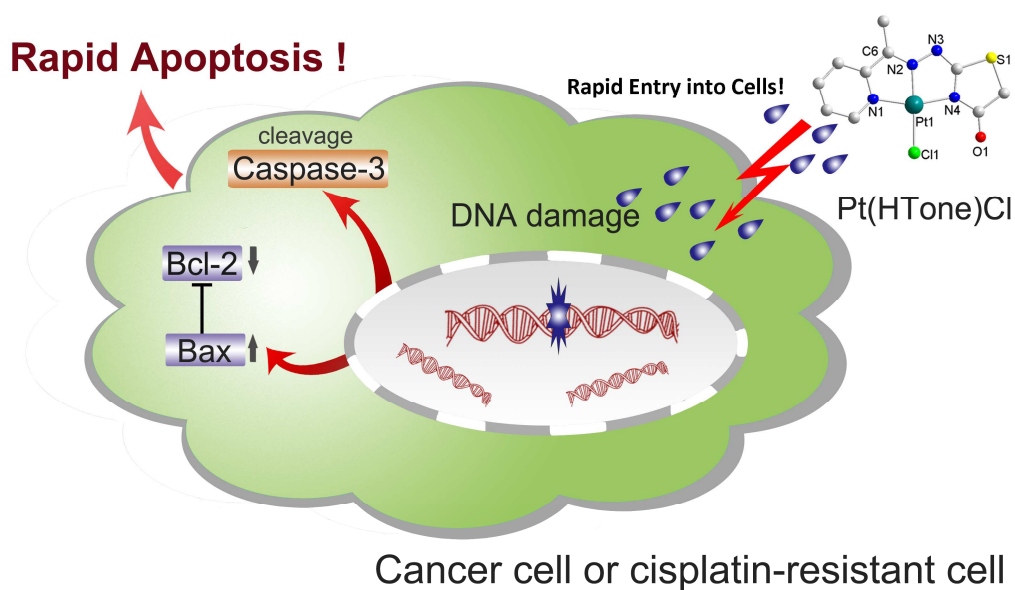 Rapid Apoptosis !
Rapid Entry into Cells!
C6
N3
N2
S1
N1
N4
Pt1
Cl1
O1
Pt(HTone)Cl
cleavage
Caspase-3
DNA damage
Bcl-2
Bax
Cancer cell or cisplatin-resistant cell